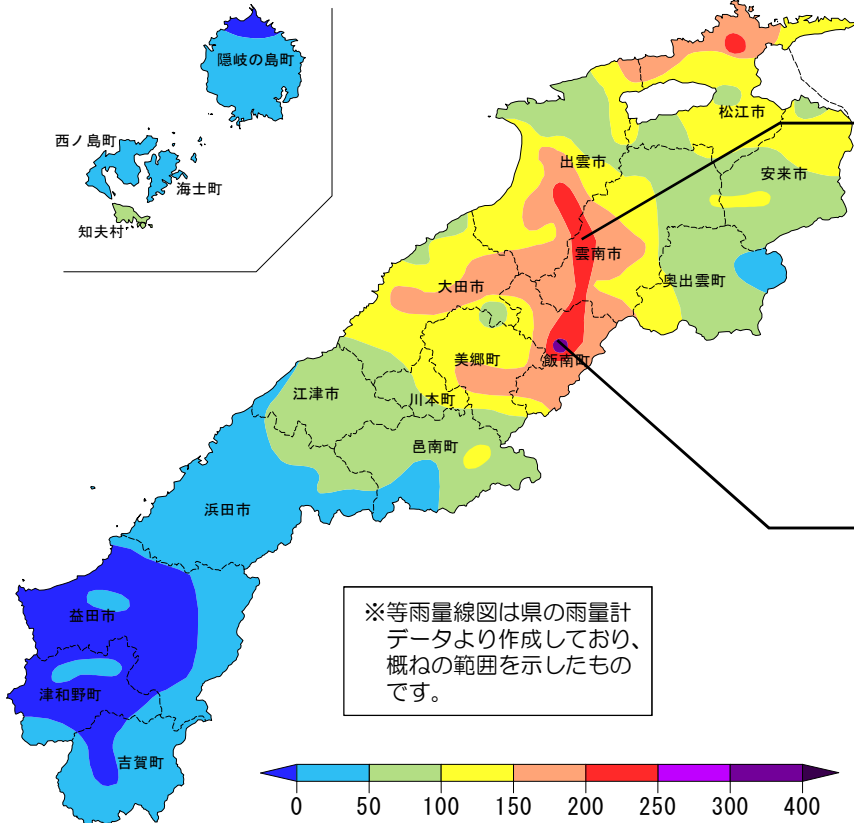 隠岐の島町
西ノ島町
海士町
知夫村
松江市
出雲市
安来市
雲南市
奥出雲町
大田市
美郷町
飯南町
江津市
川本町
邑南町
浜田市
益田市
津和野町
吉賀町
※等雨量線図は県の雨量計
データより作成しており、
概ねの範囲を示したもの
です。
0 50 100 150 200 250 300 400